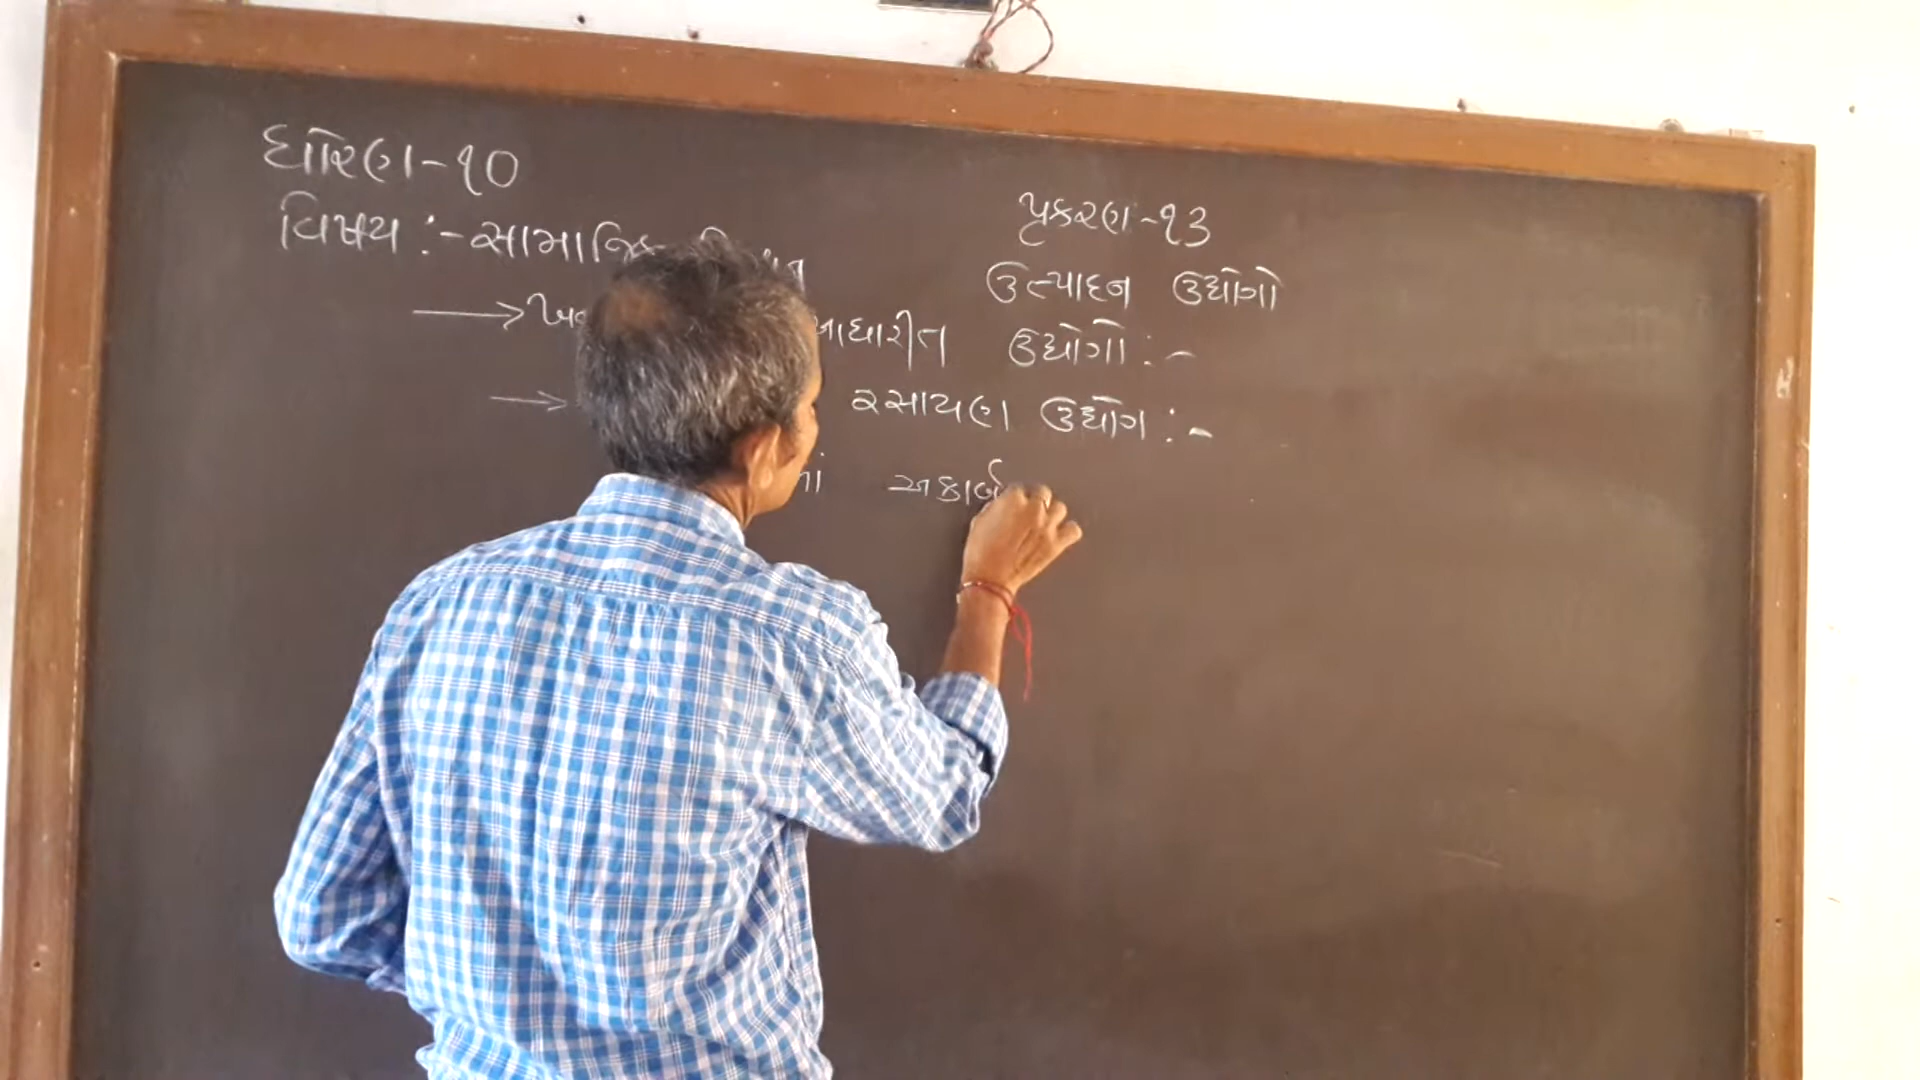 ધોરણ-૧૦
વિષય :- સામાજિક
પ્રકરણ-૧૩
ઉત્પાદન ઉદ્યોગો
→ આધારીત ઉદ્યોગો :-
→ રસાયણ ઉદ્યોગ :-
અકાર્બ